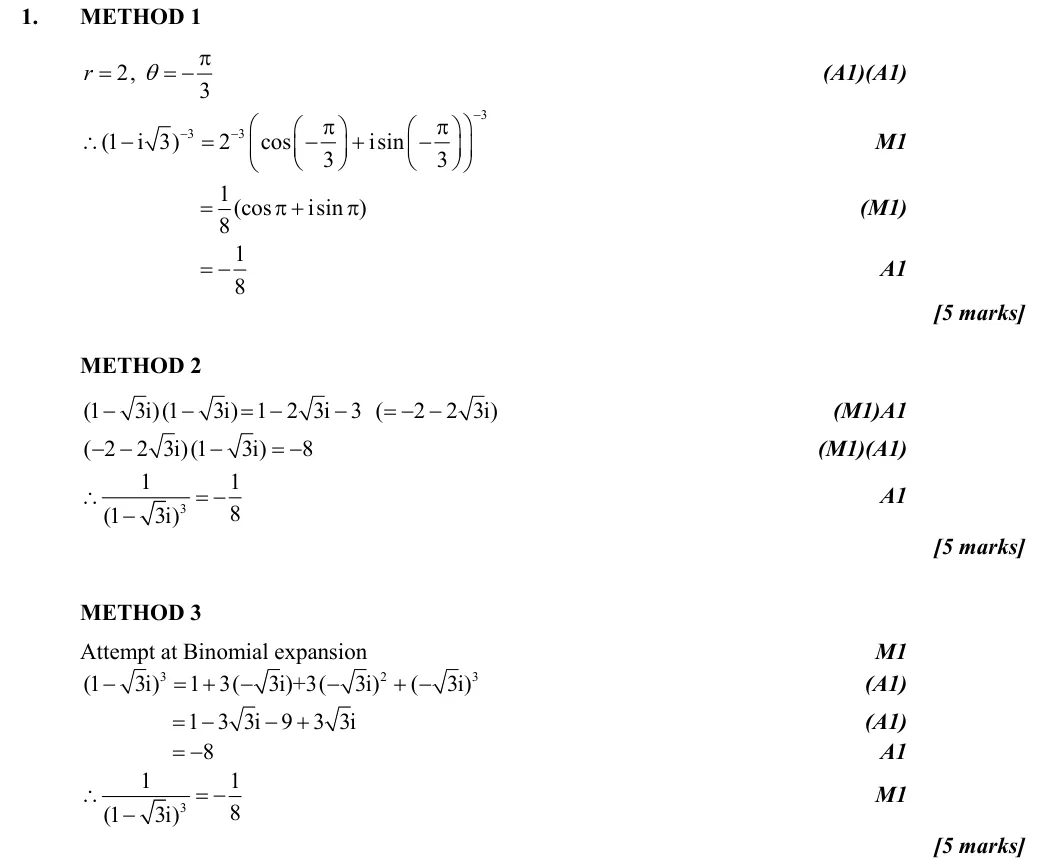 1. METHOD 1
r = 2, θ = −π/3 (A1)(A1)
∴(1 − i√3)⁻³ = 2⁻³(cos(−π/3) + i sin(−π/3))⁻³ M1
= 1/8(cos π + i sin π) (M1)
= −1/8 A1
[5 marks]
METHOD 2
(1 − √3i)(1 − √3i) = 1 − 2√3i − 3 (= −2 − 2√3i) (M1)A1
(−2 − 2√3i)(1 − √3i) = −8 (M1)(A1)
∴ 1/(1 − √3i)³ = −1/8 A1
[5 marks]
METHOD 3
Attempt at Binomial expansion M1
(1 − √3i)³ = 1 + 3(−√3i)+3(−√3i)² + (−√3i)³ (A1)
= 1 − 3√3i − 9 + 3√3i (A1)
= −8 A1
∴ 1/(1 − √3i)³ = −1/8 M1
[5 marks]